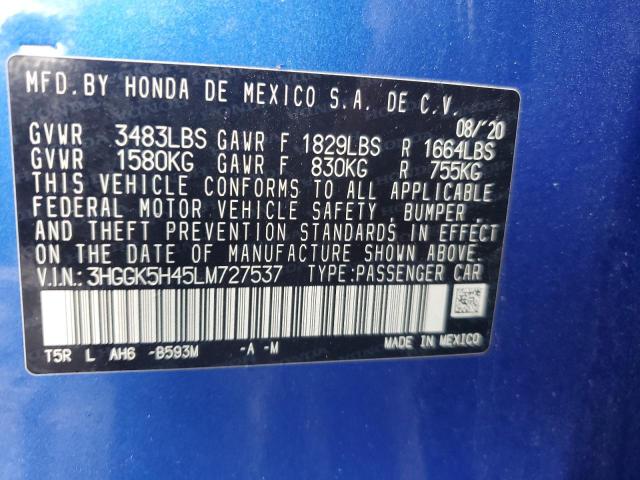 MFD.BY HONDA DE MEXICO S.A. DE C.V.
08/'20
GVWR 3483LBS GAWR F 1829LBS R 1664LBS
GVWR 1580KG GAWR F 830KG R 755KG
THIS VEHICLE CONFORMS TO ALL APPLICABLE
FEDERAL MOTOR VEHICLE SAFETY, BUMPER,
AND THEFT PREVENTION STANDARDS IN EFFECT
ON THE DATE OF MANUFACTURE SHOWN ABOVE.
V.I.N.: 3HGGK5H45LM727537 TYPE:PASSENGER CAR
T5R L AH6 -B593M -A -M MADE IN MEXICO